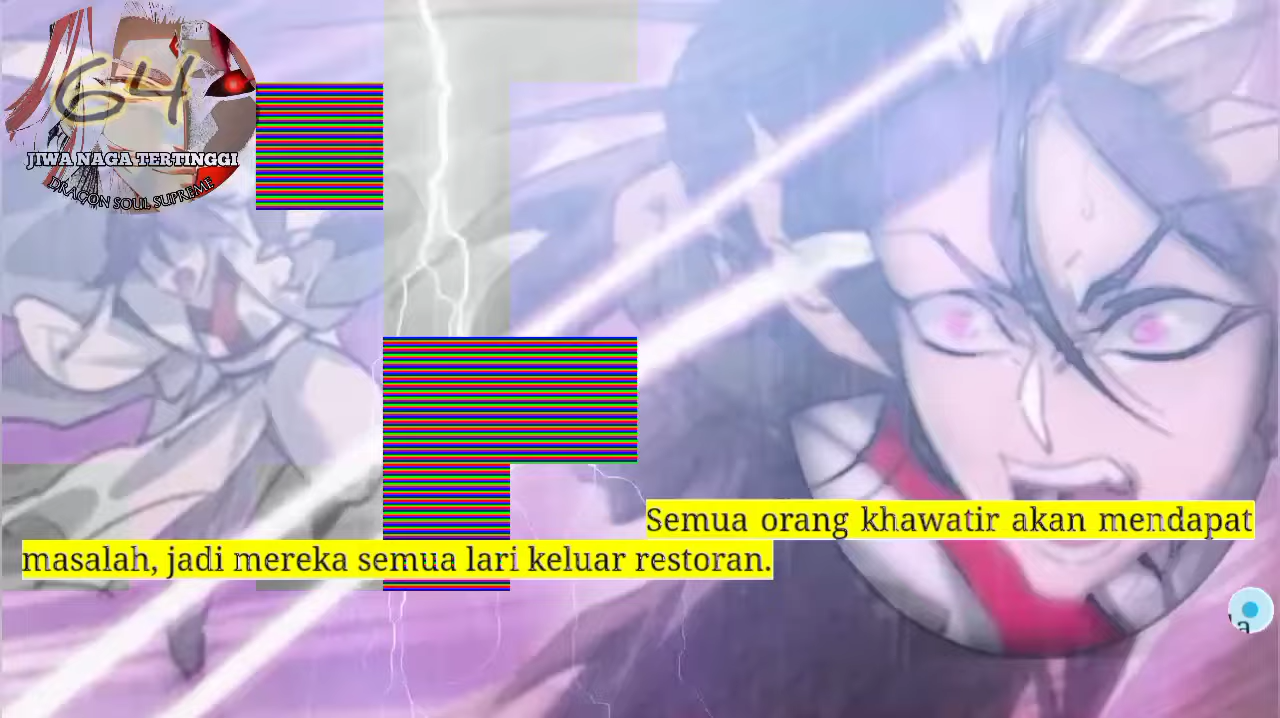 64
JIWA NAGA TERTINGGI
DRAGON SOUL SUPREME
Semua orang khawatir akan mendapat
masalah, jadi mereka semua lari keluar restoran.